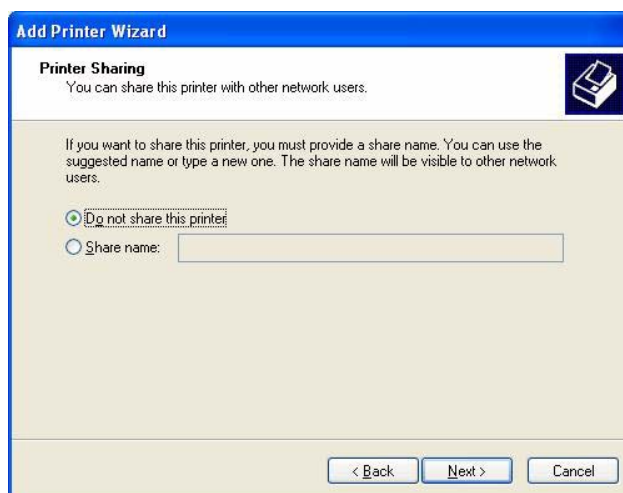 Add Printer Wizard
Printer Sharing
You can share this printer with other network users.
If you want to share this printer, you must provide a share name. You can use the
suggested name or type a new one. The share name will be visible to other network
users.
Do not share this printer
Share name:
< Back Next > Cancel